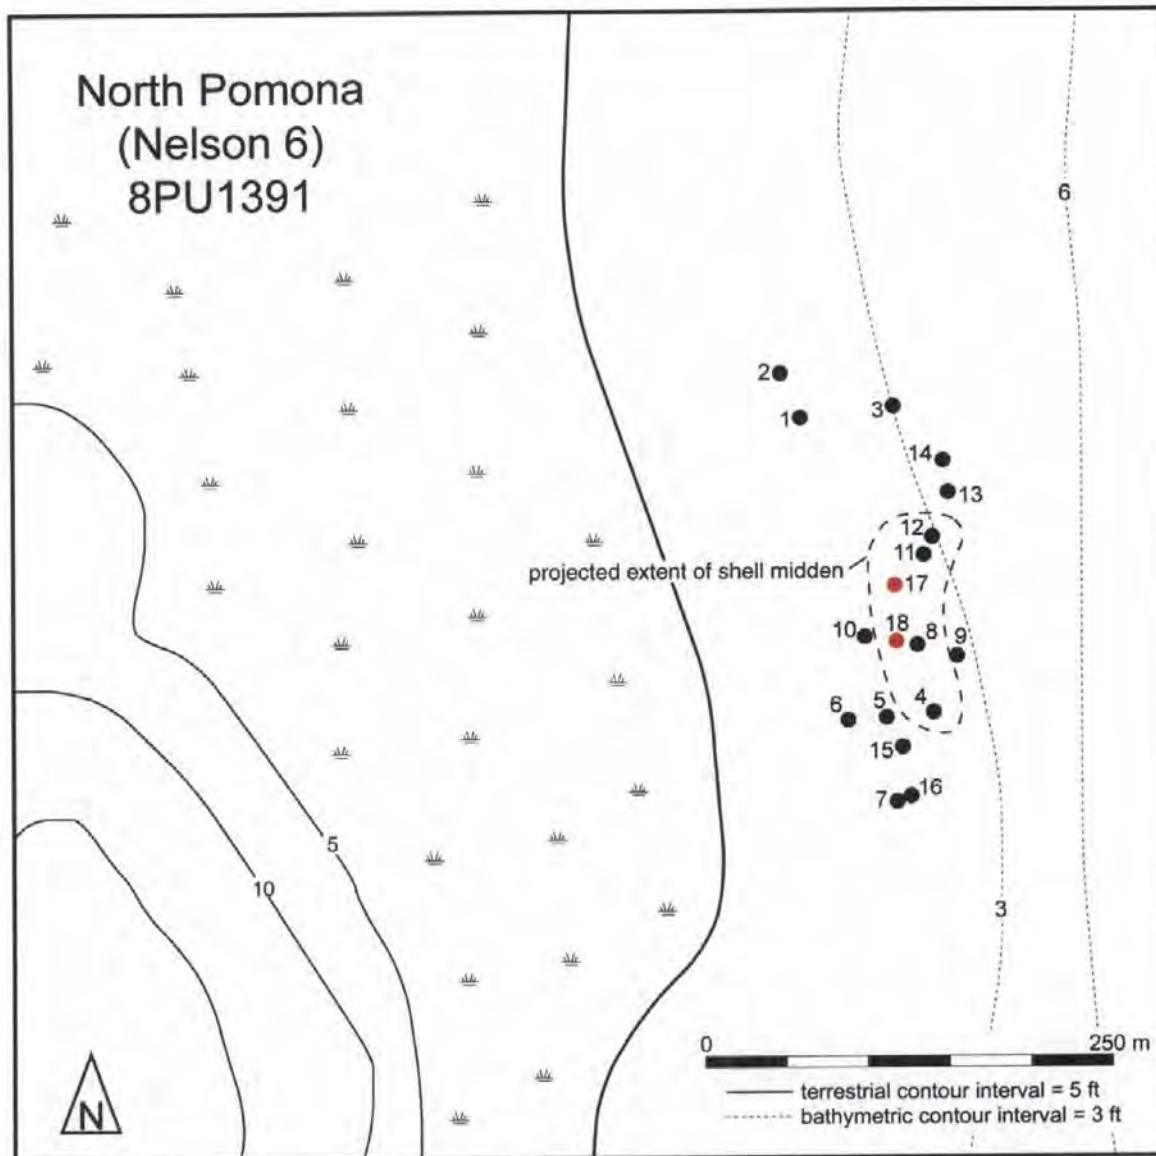 North Pomona
(Nelson 6)
8PU1391
6
2
1
3
14
13
12
11
projected extent of shell midden
17
18
10
8
9
6
5
4
15
7
16
5
10
3
0
250 m
terrestrial contour interval = 5 ft
bathymetric contour interval = 3 ft
N